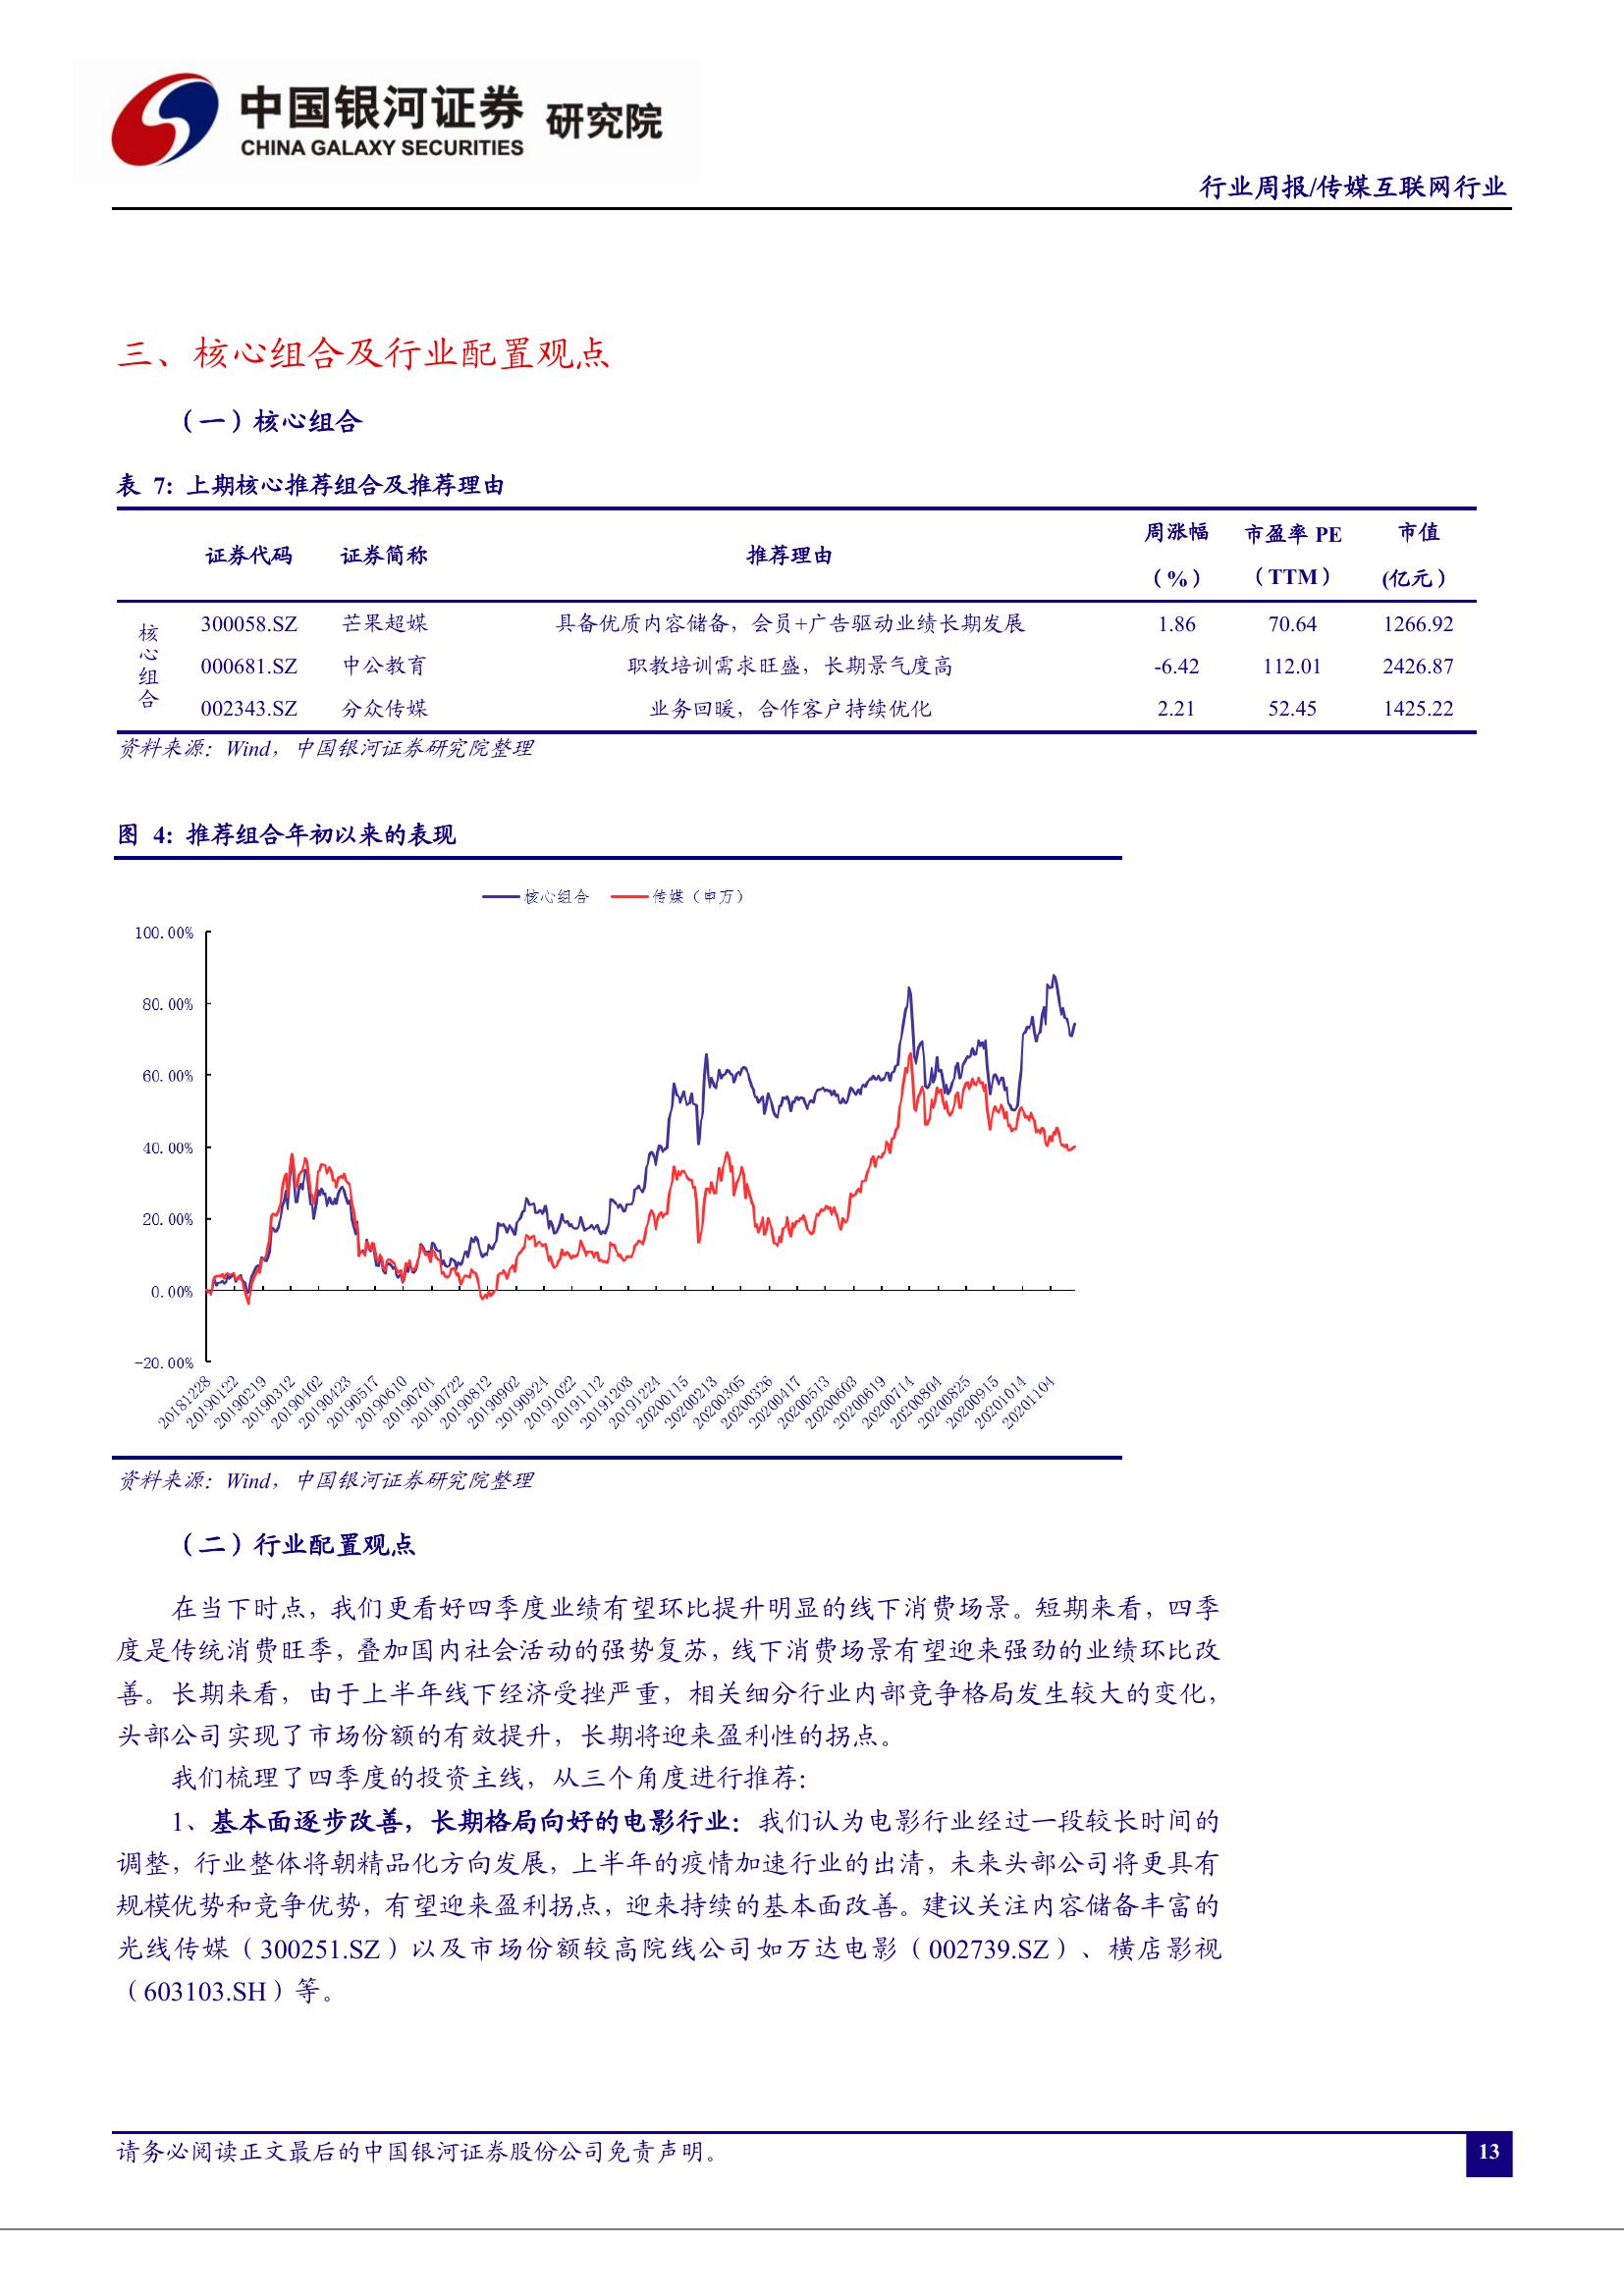 中国银河证券 研究院
CHINA GALAXY SECURITIES
行业周报/传媒互联网行业
三、核心组合及行业配置观点
（一）核心组合
表 7: 上期核心推荐组合及推荐理由
证券代码 证券简称 推荐理由 周涨幅（%） 市盈率 PE（TTM） 市值(亿元）
核心组合
300058.SZ 芒果超媒 具备优质内容储备，会员+广告驱动业绩长期发展 1.86 70.64 1266.92
000681.SZ 中公教育 职教培训需求旺盛，长期景气度高 -6.42 112.01 2426.87
002343.SZ 分众传媒 业务回暖，合作客户持续优化 2.21 52.45 1425.22
资料来源：Wind，中国银河证券研究院整理
图 4: 推荐组合年初以来的表现
核心组合 传媒（申万）
100.00%
80.00%
60.00%
40.00%
20.00%
0.00%
-20.00%
20181228 20190122 20190219 20190312 20190402 20190423 20190517 20190610 20190701 20190722 20190812 20190902 20190924 20191022 20191112 20191203 20191224 20200115 20200213 20200305 20200326 20200417 20200513 20200603 20200619 20200714 20200804 20200825 20200915 20201014 20201104
资料来源：Wind，中国银河证券研究院整理
（二）行业配置观点
在当下时点，我们更看好四季度业绩有望环比提升明显的线下消费场景。短期来看，四季
度是传统消费旺季，叠加国内社会活动的强势复苏，线下消费场景有望迎来强劲的业绩环比改
善。长期来看，由于上半年线下经济受挫严重，相关细分行业内部竞争格局发生较大的变化，
头部公司实现了市场份额的有效提升，长期将迎来盈利性的拐点。
我们梳理了四季度的投资主线，从三个角度进行推荐：
1、基本面逐步改善，长期格局向好的电影行业：我们认为电影行业经过一段较长时间的
调整，行业整体将朝精品化方向发展，上半年的疫情加速行业的出清，未来头部公司将更具有
规模优势和竞争优势，有望迎来盈利拐点，迎来持续的基本面改善。建议关注内容储备丰富的
光线传媒（300251.SZ）以及市场份额较高院线公司如万达电影（002739.SZ）、横店影视
（603103.SH）等。
请务必阅读正文最后的中国银河证券股份公司免责声明。
13